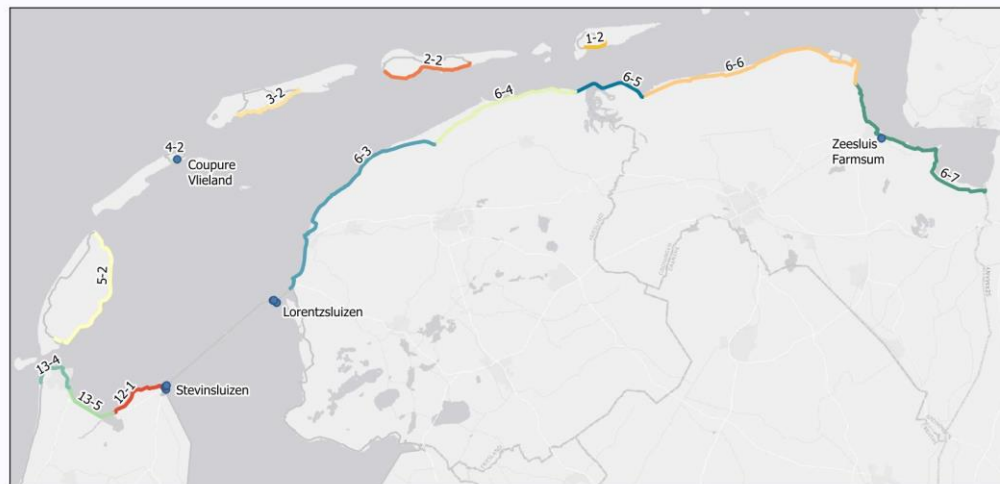 1-2
2-2
6-6
6-5
3-2
6-4
Zeesluis
Farmsum
4-2
6-3
Coupure
Vlieland
6-7
5-2
Lorentzsluizen
13-4
12-1
Stevinsluizen
13-5